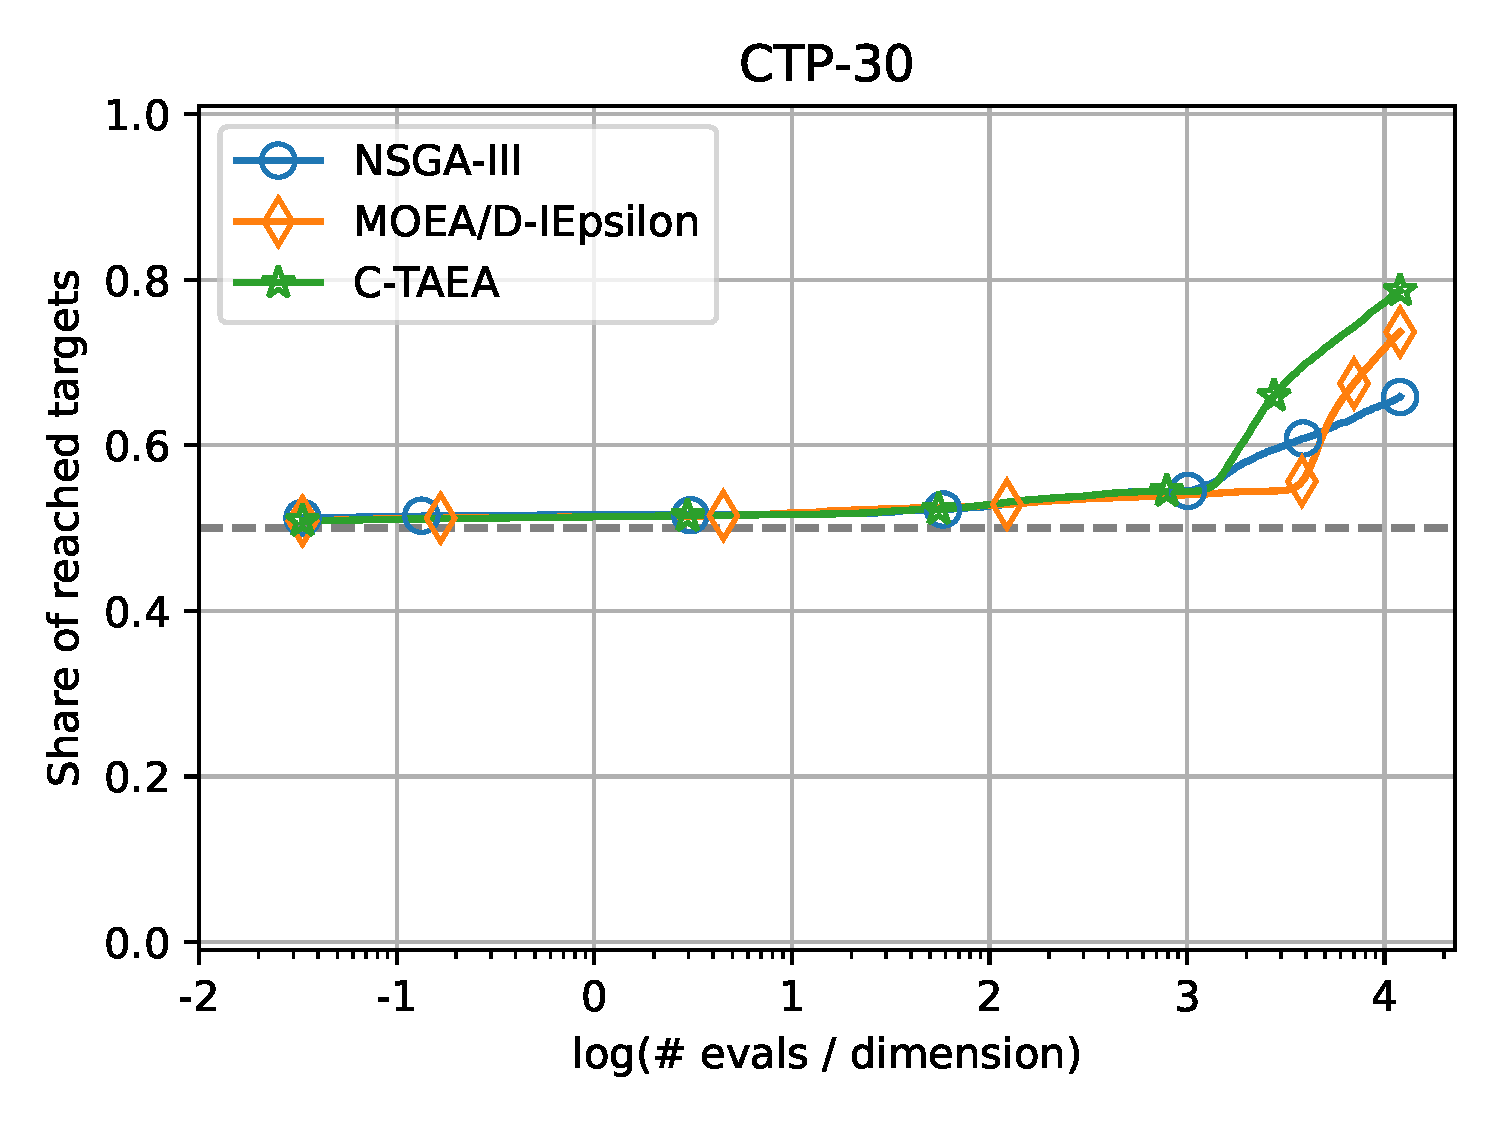 CTP-30
1.0
0.8
0.6
0.4
0.2
0.0
Share of reached targets
NSGA-III
MOEA/D-IEpsilon
C-TAEA
-2 -1 0 1 2 3 4
log(# evals / dimension)